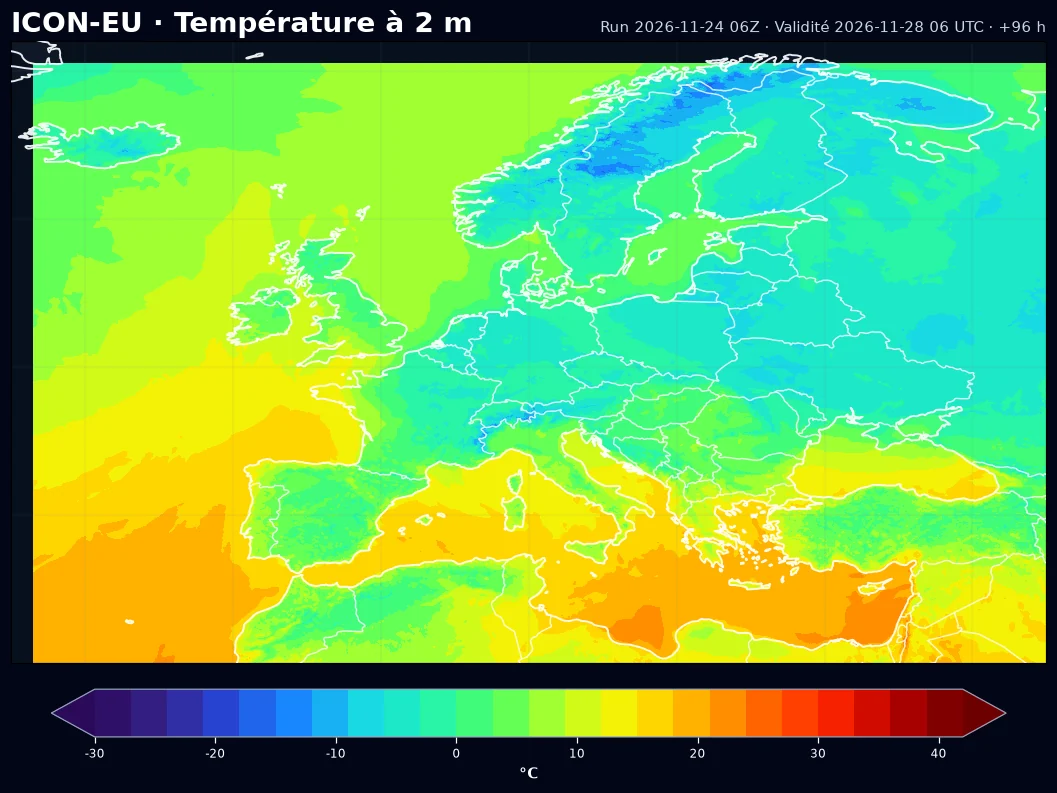 ICON-EU · Température à 2 m
Run 2026-11-24 06Z · Validité 2026-11-28 06 UTC · +96 h
-30 -20 -10 0 10 20 30 40
°C